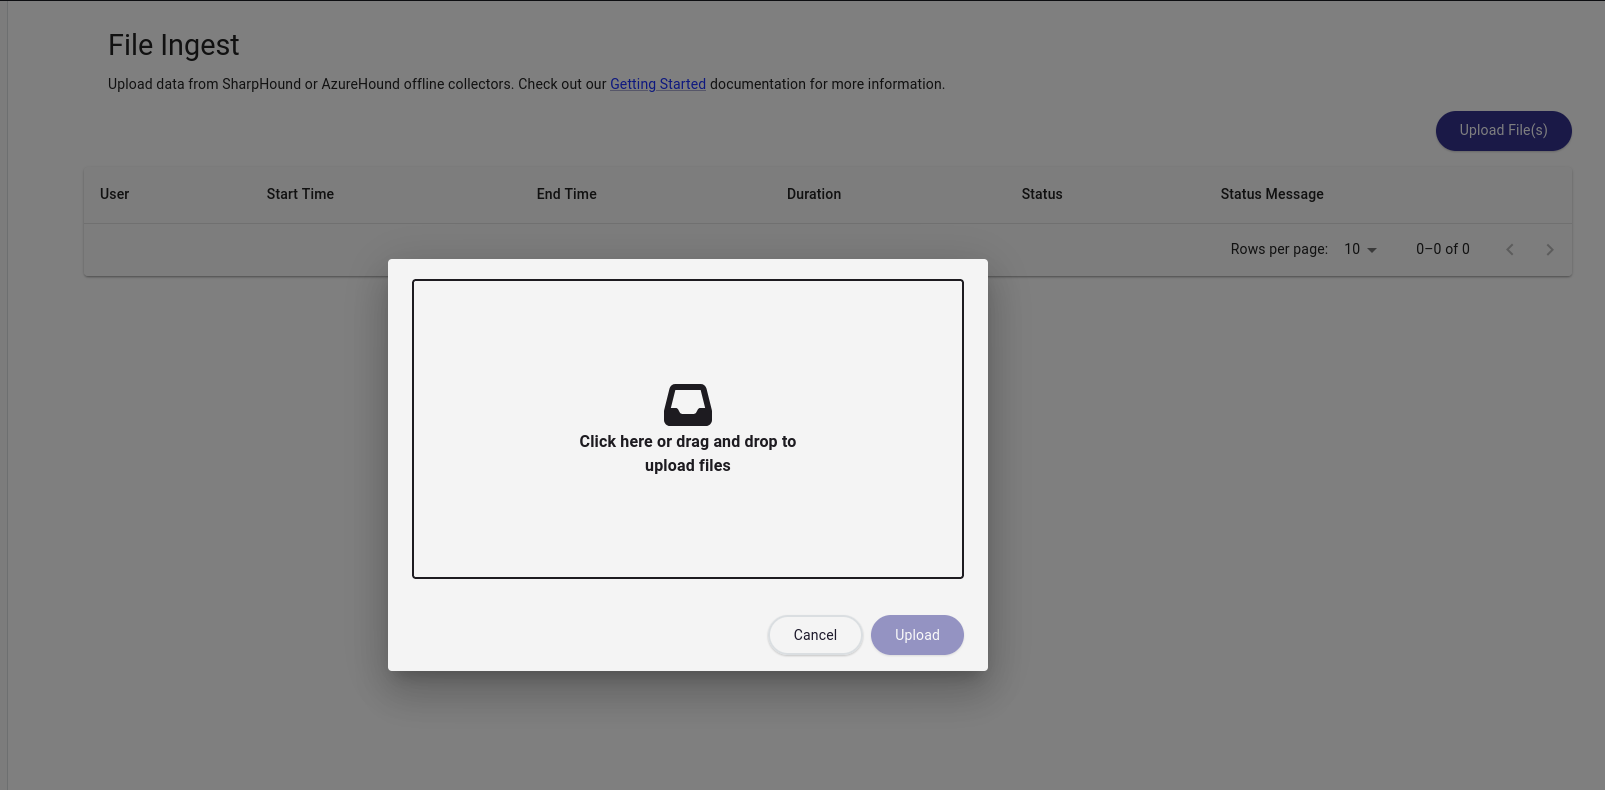 File Ingest
Upload data from SharpHound or AzureHound offline collectors. Check out our Getting Started documentation for more information.
Upload File(s)
User Start Time End Time Duration Status Status Message
Rows per page: 10 0–0 of 0
Click here or drag and drop to
upload files
Cancel Upload